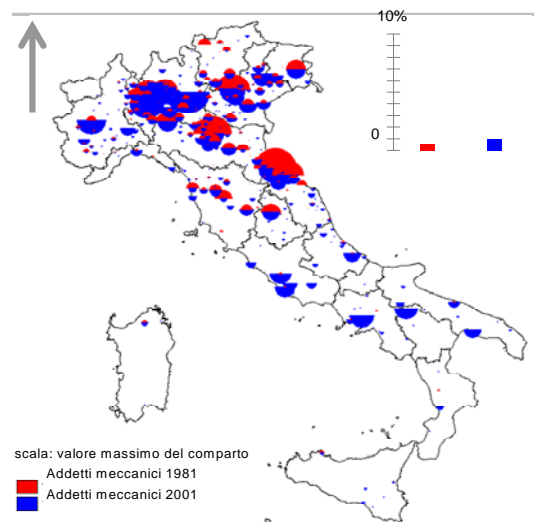 10%
0
scala: valore massimo del comparto
Addetti meccanici 1981
Addetti meccanici 2001